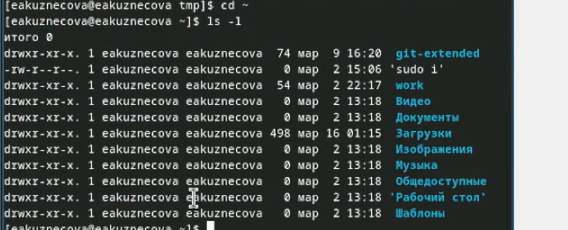 [eakuznecova@eakuznecova tmp]$ cd ~
[eakuznecova@eakuznecova ~]$ ls -l
итого 0
drwxr-xr-x. 1 eakuznecova eakuznecova  74 мар  9 16:20  git-extended
-rw-r--r--. 1 eakuznecova eakuznecova   0 мар  2 15:06 'sudo i'
drwxr-xr-x. 1 eakuznecova eakuznecova  54 мар  2 22:17  work
drwxr-xr-x. 1 eakuznecova eakuznecova   0 мар  2 13:18  Видео
drwxr-xr-x. 1 eakuznecova eakuznecova   0 мар  2 13:18  Документы
drwxr-xr-x. 1 eakuznecova eakuznecova 498 мар 16 01:15  Загрузки
drwxr-xr-x. 1 eakuznecova eakuznecova   0 мар  2 13:18  Изображения
drwxr-xr-x. 1 eakuznecova eakuznecova   0 мар  2 13:18  Музыка
drwxr-xr-x. 1 eakuznecova eakuznecova   0 мар  2 13:18  Общедоступные
drwxr-xr-x. 1 eakuznecova eakuznecova   0 мар  2 13:18 'Рабочий стол'
drwxr-xr-x. 1 eakuznecova eakuznecova   0 мар  2 13:18  Шаблоны
[eakuznecova@eakuznecova ~]$